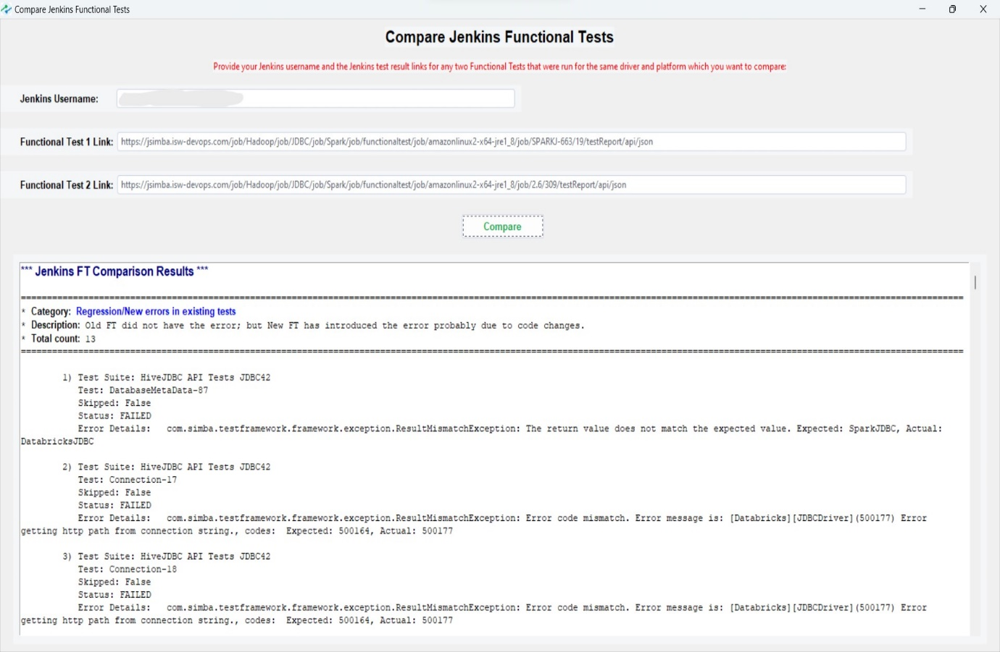 Compare Jenkins Functional Tests
Compare Jenkins Functional Tests
Provide your Jenkins username and the Jenkins test result links for any two Functional Tests that were run for the same driver and platform which you want to compare:
Jenkins Username:
Functional Test 1 Link: https://jsimba.isw-devops.com/job/Hadoop/job/JDBC/job/Spark/job/functionaltest/job/amazonlinux2-x64-jre1_8/job/SPARKJ-663/19/testReport/api/json
Functional Test 2 Link: https://jsimba.isw-devops.com/job/Hadoop/job/JDBC/job/Spark/job/functionaltest/job/amazonlinux2-x64-jre1_8/job/2.6/309/testReport/api/json
Compare
*** Jenkins FT Comparison Results ***
* Category: Regression/New errors in existing tests
* Description: Old FT did not have the error; but New FT has introduced the error probably due to code changes.
* Total count: 13
1) Test Suite: HiveJDBC API Tests JDBC42
Test: DatabaseMetaData-87
Skipped: False
Status: FAILED
Error Details: com.simba.testframework.framework.exception.ResultMismatchException: The return value does not match the expected value. Expected: SparkJDBC, Actual:
DatabricksJDBC
2) Test Suite: HiveJDBC API Tests JDBC42
Test: Connection-17
Skipped: False
Status: FAILED
Error Details: com.simba.testframework.framework.exception.ResultMismatchException: Error code mismatch. Error message is: [Databricks][JDBCDriver](500177) Error
getting http path from connection string., codes: Expected: 500164, Actual: 500177
3) Test Suite: HiveJDBC API Tests JDBC42
Test: Connection-18
Skipped: False
Status: FAILED
Error Details: com.simba.testframework.framework.exception.ResultMismatchException: Error code mismatch. Error message is: [Databricks][JDBCDriver](500177) Error
getting http path from connection string., codes: Expected: 500164, Actual: 500177